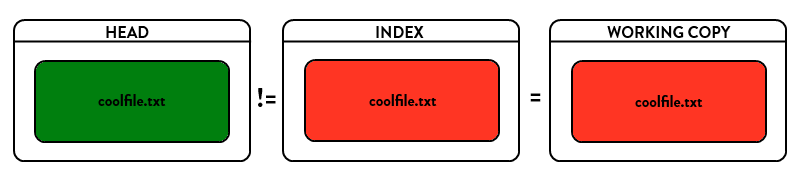 HEAD
INDEX
WORKING COPY
coolfile.txt
!=
coolfile.txt
=
coolfile.txt